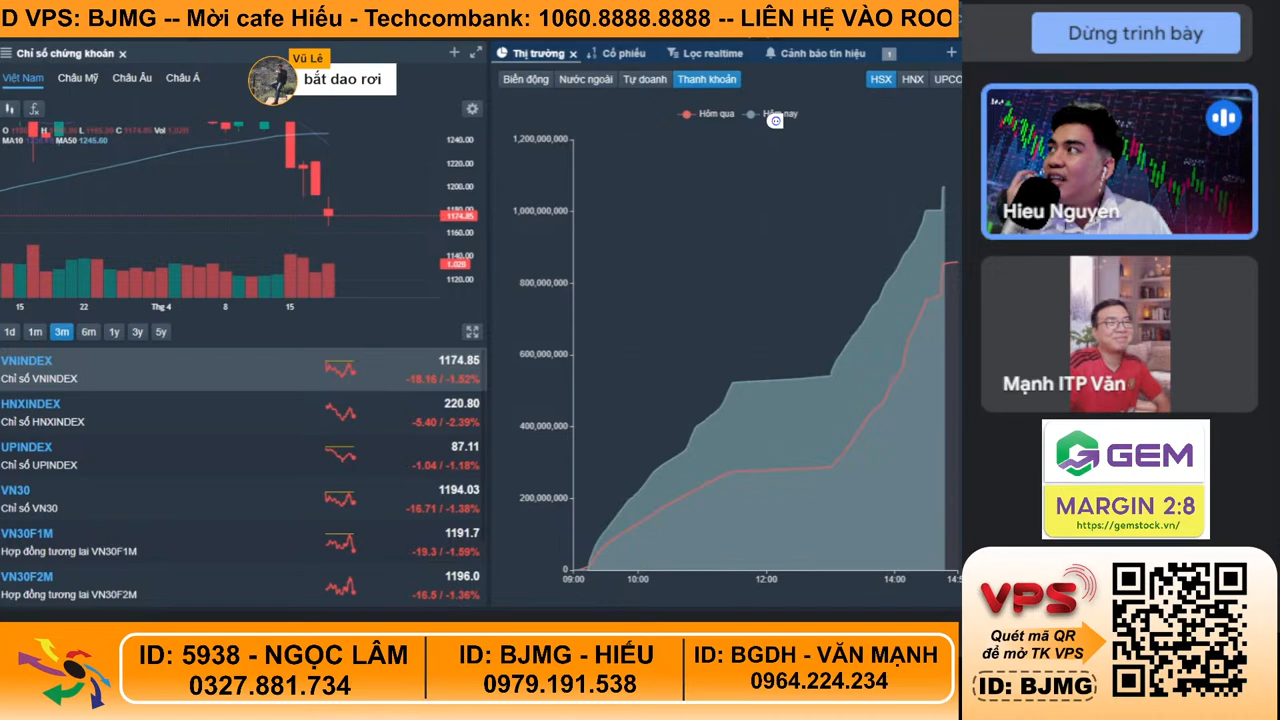 D VPS: BJMG -- Mời cafe Hiếu - Techcombank: 1060.8888.8888 -- LIÊN HỆ VÀO ROO
Chỉ số chứng khoán
Việt Nam Châu Mỹ Châu Âu Châu Á
Vũ Lê
bắt dao rơi
MA10 MA50 1245.60
1240.00
1220.00
1200.00
1174.85
1160.00
1140.00
1.028
1120.00
15 22 Thg 4 8 15
1d 1m 3m 6m 1y 3y 5y
VNINDEX 1174.85
Chỉ số VNINDEX -18.16 / -1.52%
HNXINDEX 220.80
Chỉ số HNXINDEX -5.40 / -2.39%
UPINDEX 87.11
Chỉ số UPINDEX -1.04 / -1.18%
VN30 1194.03
Chỉ số VN30 -16.71 / -1.38%
VN30F1M 1191.7
Hợp đồng tương lai VN30F1M -19.3 / -1.59%
VN30F2M 1196.0
Hợp đồng tương lai VN30F2M -16.5 / -1.36%
Thị trường Cổ phiếu Lọc realtime Cảnh báo tín hiệu 1
Biến động Nước ngoài Tự doanh Thanh khoản HSX HNX UPCO
Hôm qua
1,200,000,000
1,000,000,000
800,000,000
600,000,000
400,000,000
200,000,000
0
09:00 10:00 12:00 14:00 14:5
Dừng trình bày
Hieu Nguyen
Mạnh ITP Văn
GEM
MARGIN 2:8
https://gemstock.vn/
VPS
Quét mã QR
để mở TK VPS
ID: BJMG
ID: 5938 - NGỌC LÂM
0327.881.734
ID: BJMG - HIẾU
0979.191.538
ID: BGDH - VĂN MẠNH
0964.224.234